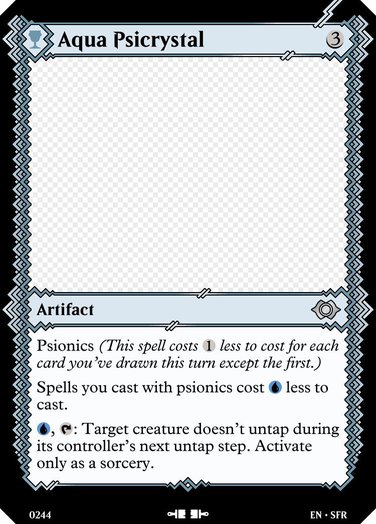 Aqua Psicrystal 3
Artifact
Psionics (This spell costs 1 less to cost for each
card you've drawn this turn except the first.)
Spells you cast with psionics cost less to
cast.
, : Target creature doesn't untap during
its controller's next untap step. Activate
only as a sorcery.
0244 EN • SFR